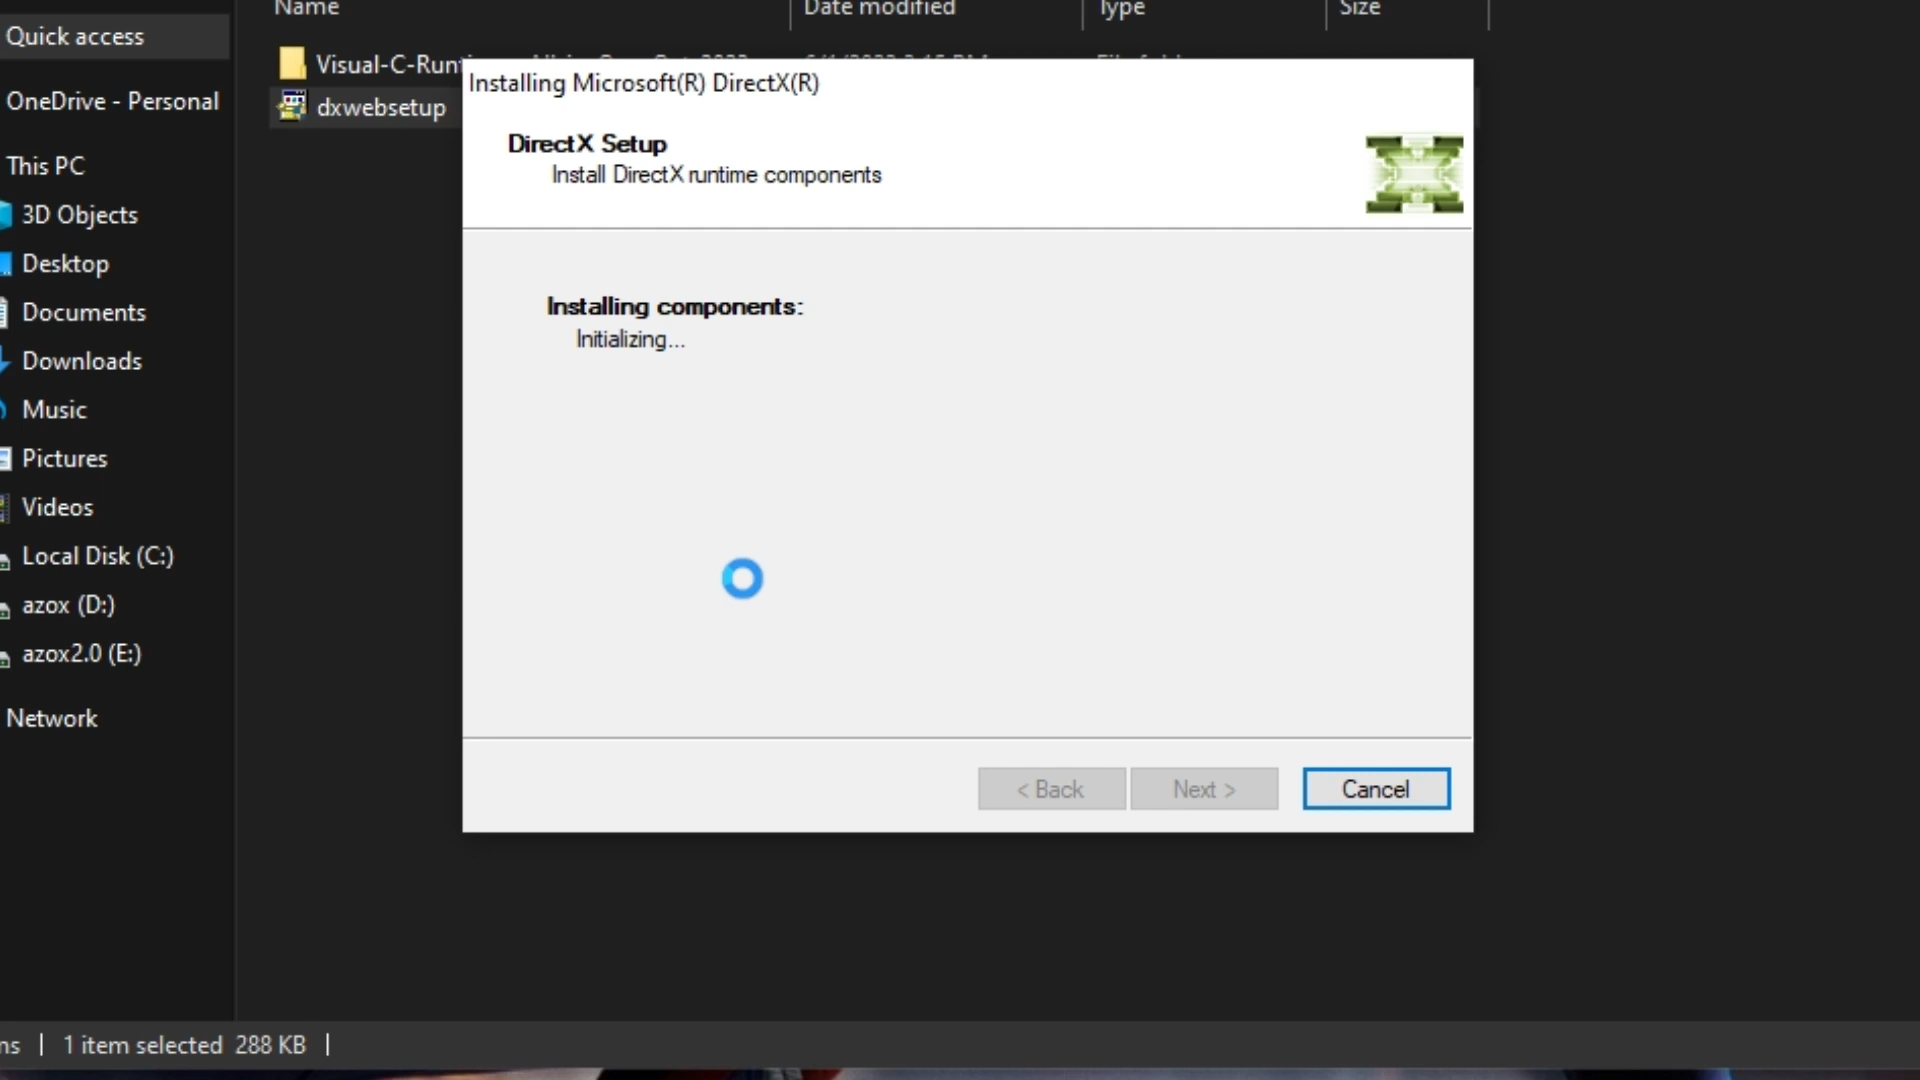 Name Date modified Type Size
Quick access
OneDrive - Personal
This PC
3D Objects
Desktop
Documents
Downloads
Music
Pictures
Videos
Local Disk (C:)
azox (D:)
azox2.0 (E:)
Network
Visual-C-Runt
dxwebsetup
Installing Microsoft(R) DirectX(R)
DirectX Setup
Install DirectX runtime components
Installing components:
Initializing...
< Back Next > Cancel
1 item selected 288 KB